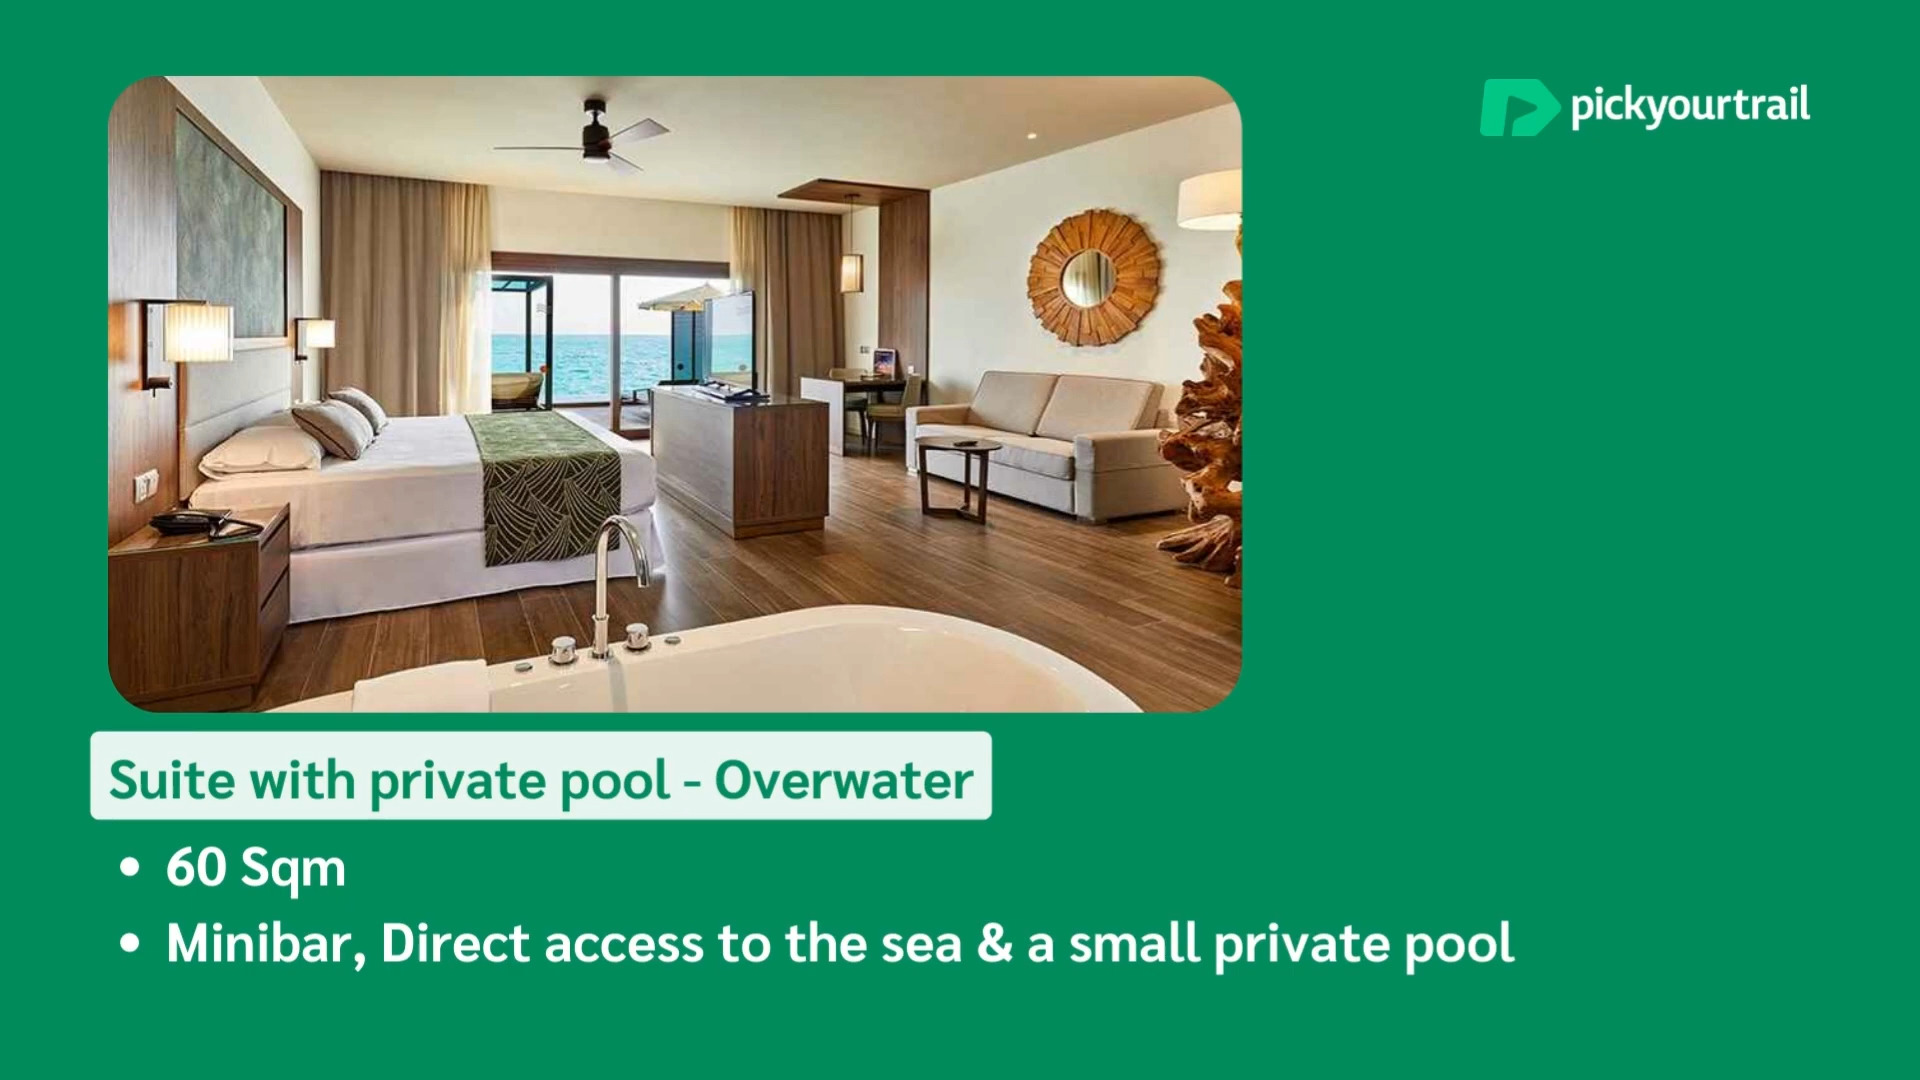 pickyourtrail
Suite with private pool - Overwater
• 60 Sqm
• Minibar, Direct access to the sea & a small private pool